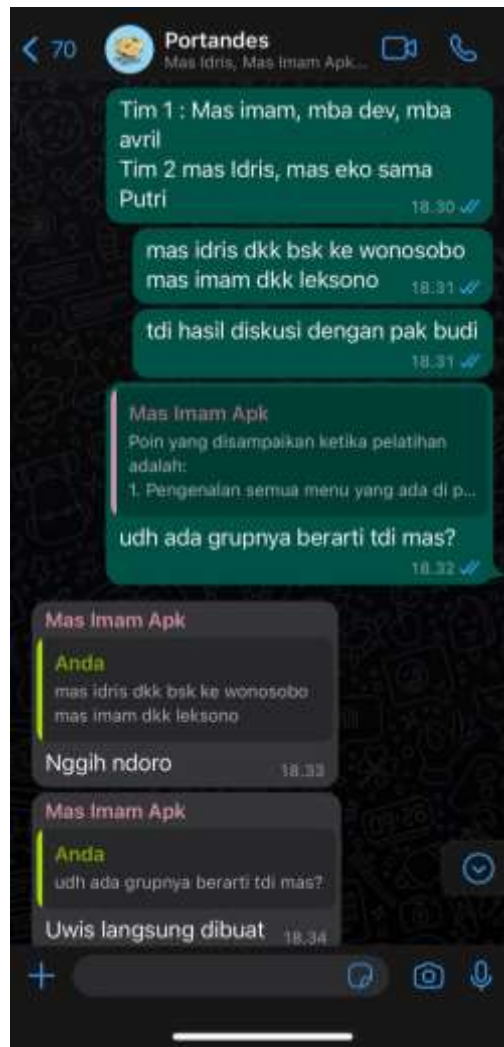 70
Portandes
Mas Idris, Mas Imam Apk...
Tim 1 : Mas imam, mba dev, mba
avril
Tim 2 mas Idris, mas eko sama
Putri
18.30
mas idris dkk bsk ke wonosobo
mas imam dkk leksono
18.31
tdi hasil diskusi dengan pak budi
18.31
Mas Imam Apk
Poin yang disampaikan ketika pelatihan
adalah:
1. Pengenalan semua menu yang ada di p...
udh ada grupnya berarti tdi mas?
18.32
Mas Imam Apk
Anda
mas idris dkk bsk ke wonosobo
mas imam dkk leksono
Nggih ndoro
18.33
Mas Imam Apk
Anda
udh ada grupnya berarti tdi mas?
Uwis langsung dibuat
18.34